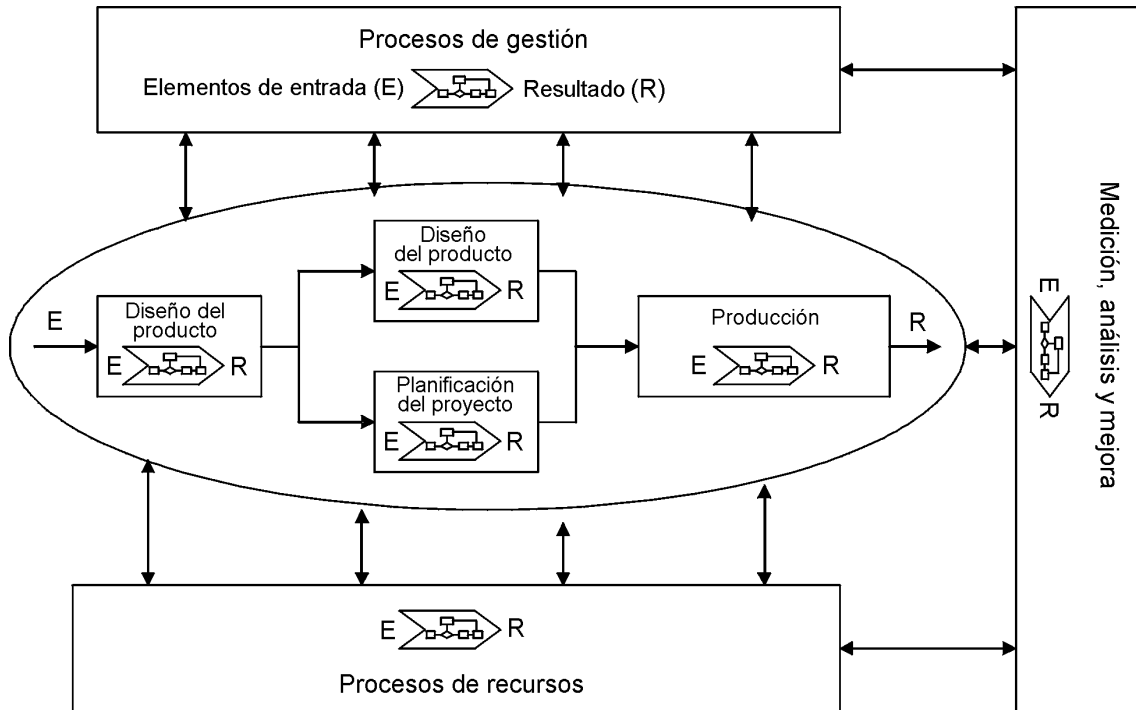 Procesos de gestión
Elementos de entrada (E) Resultado (R)
Diseño
del producto
E R
E
Diseño del
producto
E R
Producción
E R
R
Planificación
del proyecto
E R
E R
Procesos de recursos
Medición, análisis y mejora
E R